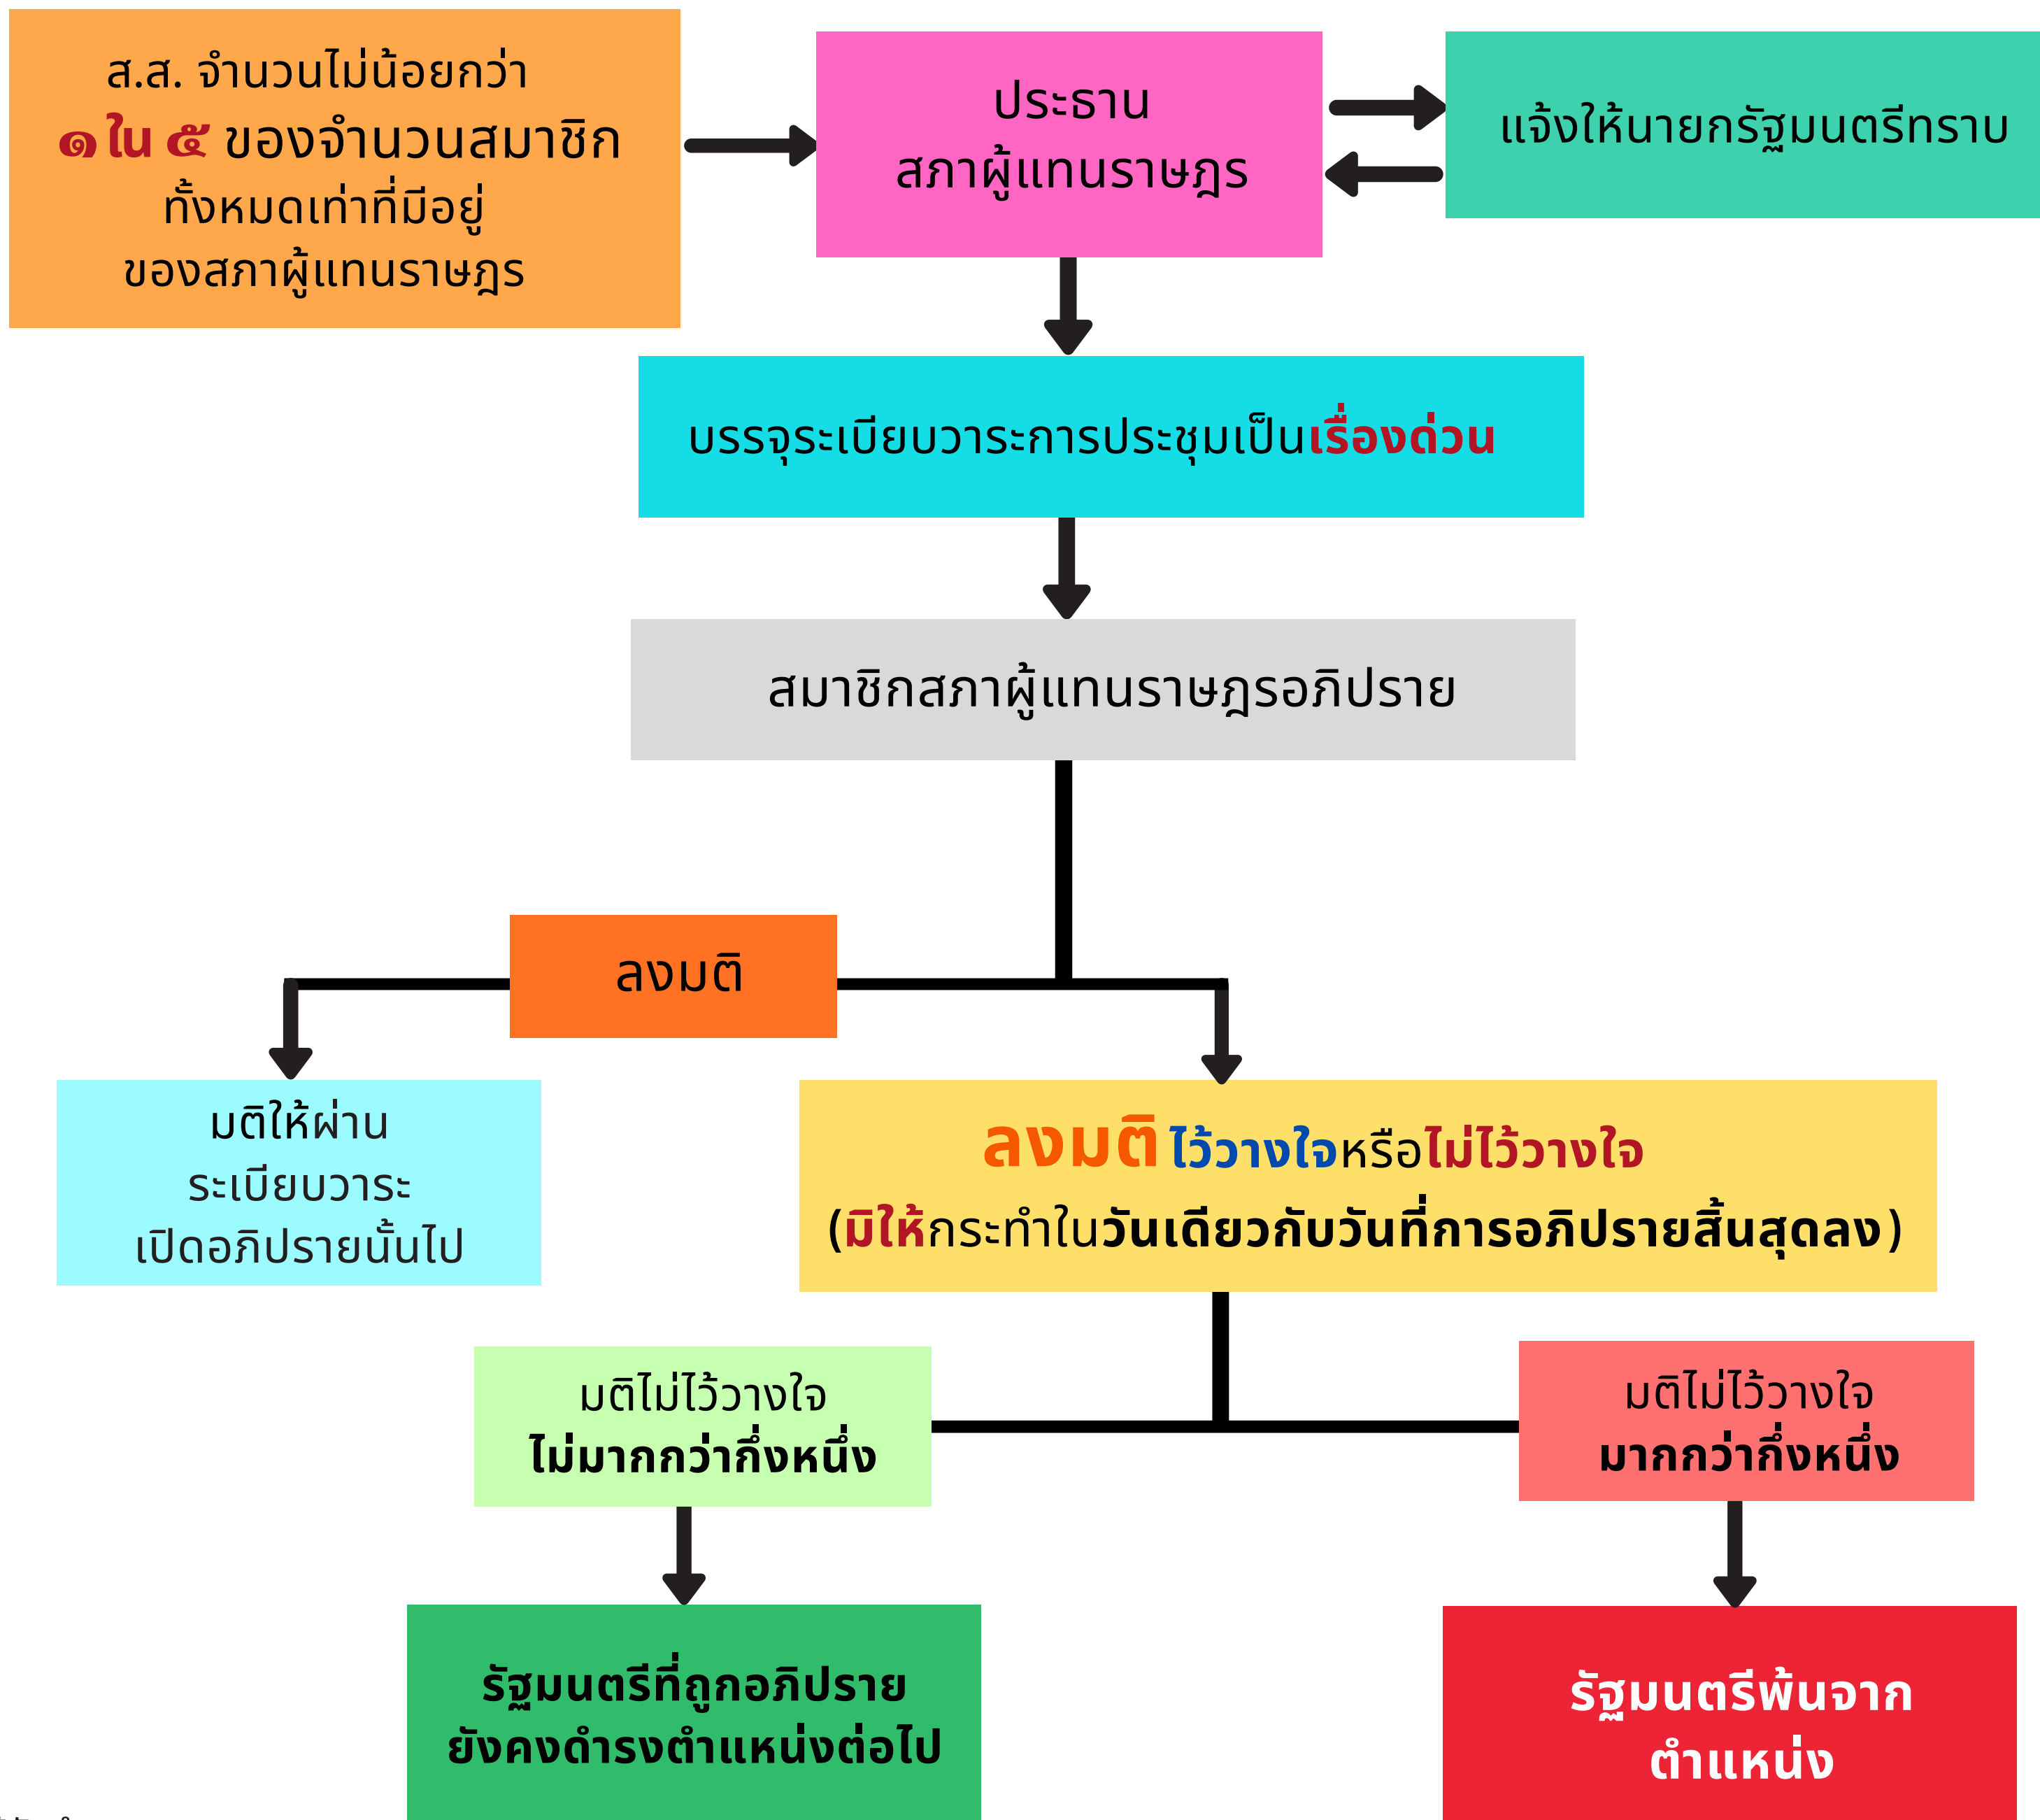 ส.ส. จำนวนไม่น้อยกว่า
๑ ใน ๕ ของจำนวนสมาชิก
ทั้งหมดเท่าที่มีอยู่
ของสภาผู้แทนราษฎร
ประธาน
สภาผู้แทนราษฎร
แจ้งให้นายกรัฐมนตรีทราบ
บรรจุระเบียบวาระการประชุมเป็นเรื่องด่วน
สมาชิกสภาผู้แทนราษฎรอภิปราย
ลงมติ
มติให้ผ่าน
ระเบียบวาระ
เปิดอภิปรายนั้นไป
ลงมติ ไว้วางใจหรือไม่ไว้วางใจ
(มิให้กระทำในวันเดียวกับวันที่การอภิปรายสิ้นสุดลง)
มติไม่ไว้วางใจ
ไม่มากกว่ากึ่งหนึ่ง
มติไม่ไว้วางใจ
มากกว่ากึ่งหนึ่ง
รัฐมนตรีที่ถูกอภิปราย
ยังคงดำรงตำแหน่งต่อไป
รัฐมนตรีพ้นจาก
ตำแหน่ง